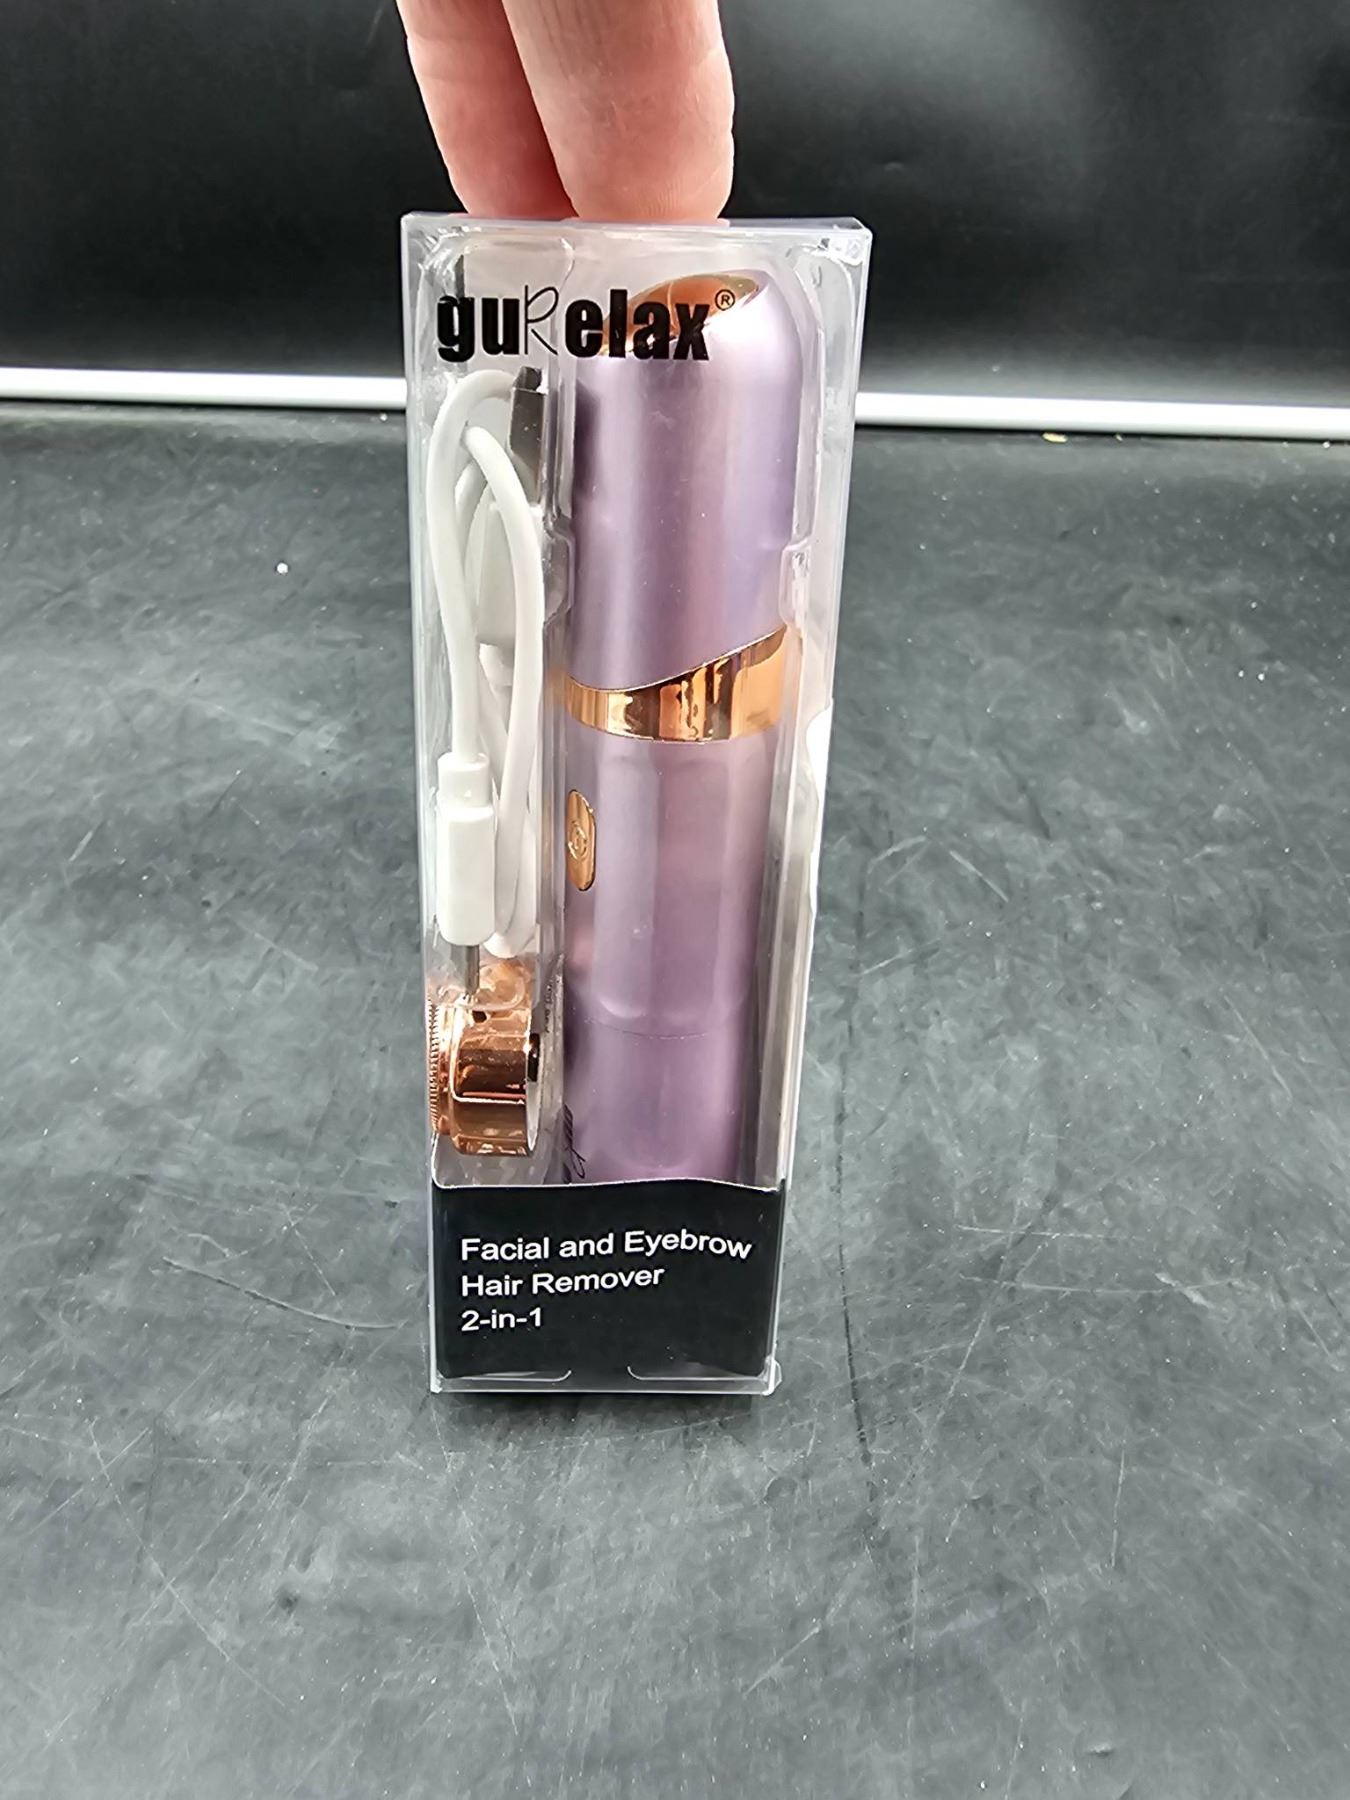 guRelax®
Facial and Eyebrow
Hair Remover
2-in-1